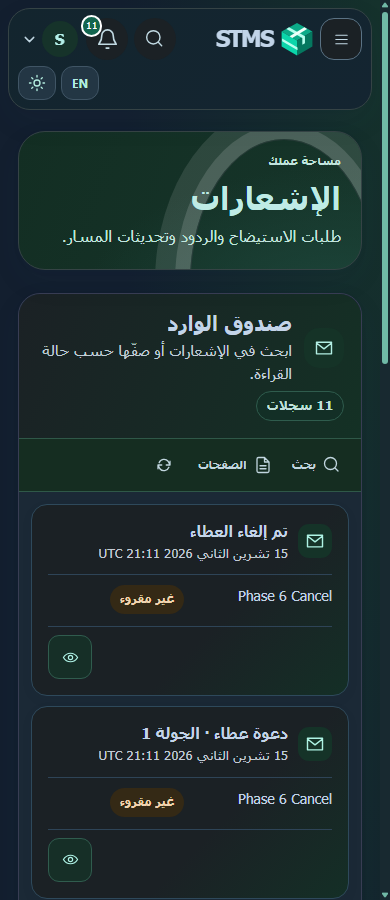 STMS
11
S
EN
مساحة عملك
الإشعارات
طلبات الاستيضاح والردود وتحديثات المسار.
صندوق الوارد
ابحث في الإشعارات أو صفّها حسب حالة
القراءة.
11 سجلات
بحث
الصفحات
تم إلغاء العطاء
15 تشرين الثاني 2026 21:11 UTC
Phase 6 Cancel
غير مقروء
دعوة عطاء · الجولة 1
15 تشرين الثاني 2026 21:11 UTC
Phase 6 Cancel
غير مقروء